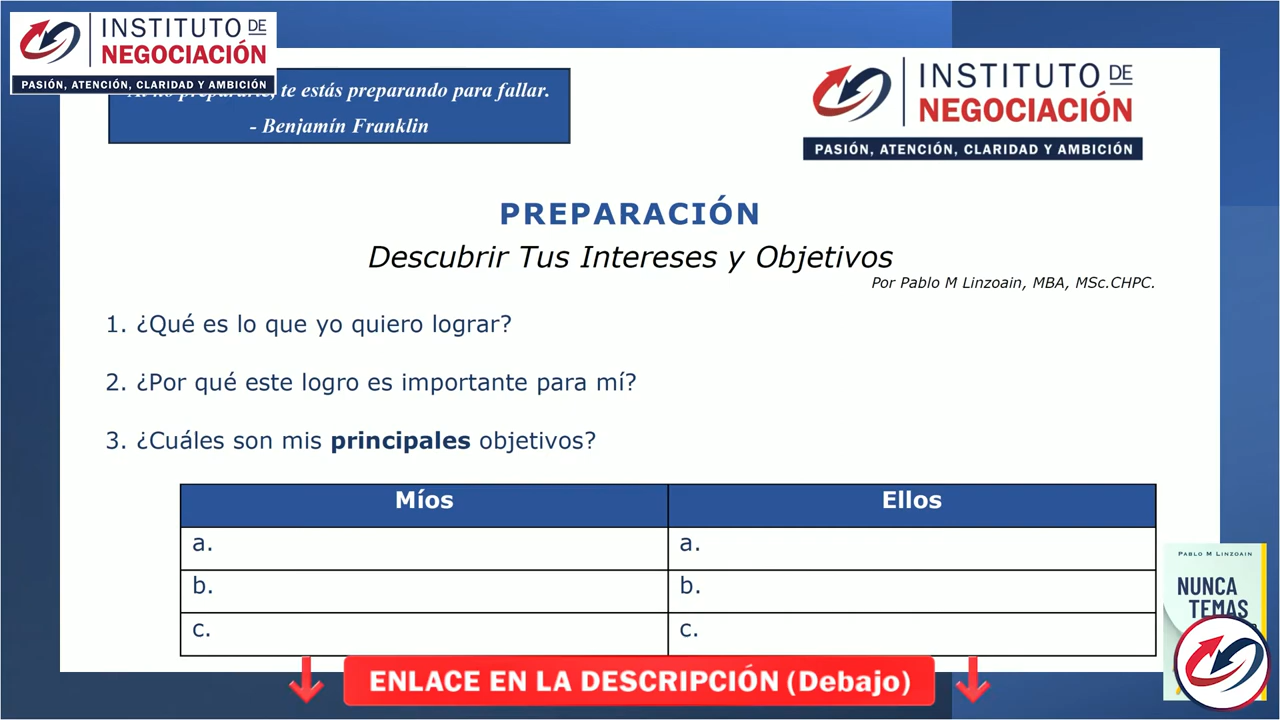 INSTITUTO DE
NEGOCIACIÓN
PASIÓN, ATENCIÓN, CLARIDAD Y AMBICIÓN
te estás preparando para fallar.
- Benjamín Franklin
INSTITUTO DE
NEGOCIACIÓN
PASIÓN, ATENCIÓN, CLARIDAD Y AMBICIÓN
PREPARACIÓN
Descubrir Tus Intereses y Objetivos
Por Pablo M Linzoain, MBA, MSc.CHPC.
1. ¿Qué es lo que yo quiero lograr?
2. ¿Por qué este logro es importante para mí?
3. ¿Cuáles son mis principales objetivos?
Míos Ellos
a. a.
b. b.
c. c.
PABLO M LINZOAIN
NUNCA
TEMAS
ENLACE EN LA DESCRIPCIÓN (Debajo)